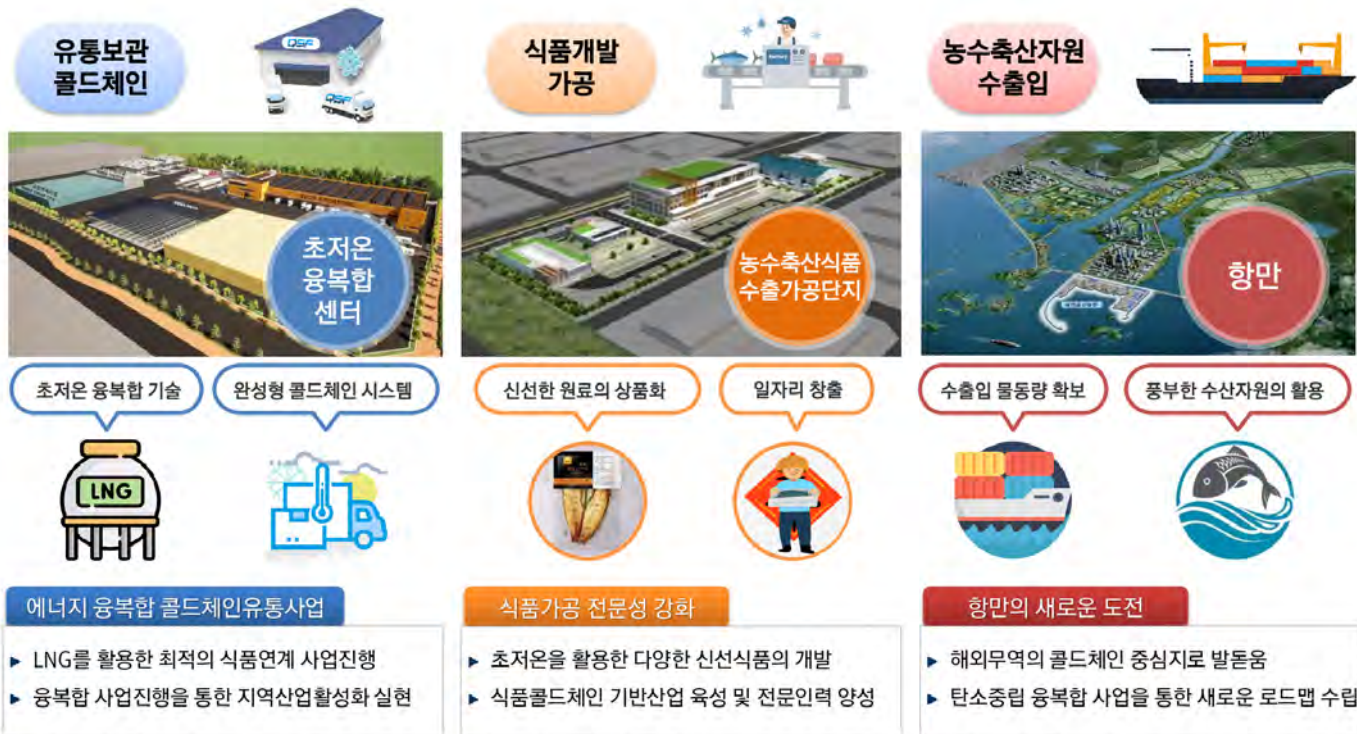 유통보관
콜드체인
QSF
QSF
식품개발
가공
농수축산자원
수출입
초저온
융복합
센터
농수축산식품
수출가공단지
항만
초저온 융복합 기술
완성형 콜드체인 시스템
신선한 원료의 상품화
일자리 창출
수출입 물동량 확보
풍부한 수산자원의 활용
LNG
에너지 융복합 콜드체인유통사업
식품가공 전문성 강화
항만의 새로운 도전
▸ LNG를 활용한 최적의 식품연계 사업진행
▸ 융복합 사업진행을 통한 지역산업활성화 실현
▸ 초저온을 활용한 다양한 신선식품의 개발
▸ 식품콜드체인 기반산업 육성 및 전문인력 양성
▸ 해외무역의 콜드체인 중심지로 발돋움
▸ 탄소중립 융복합 사업을 통한 새로운 로드맵 수립